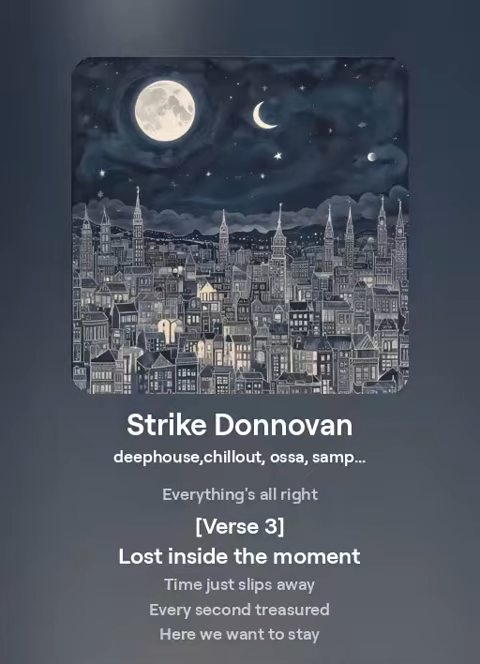 Strike Donnovan
deephouse,chillout, ossa, samp...
Everything's all right
[Verse 3]
Lost inside the moment
Time just slips away
Every second treasured
Here we want to stay